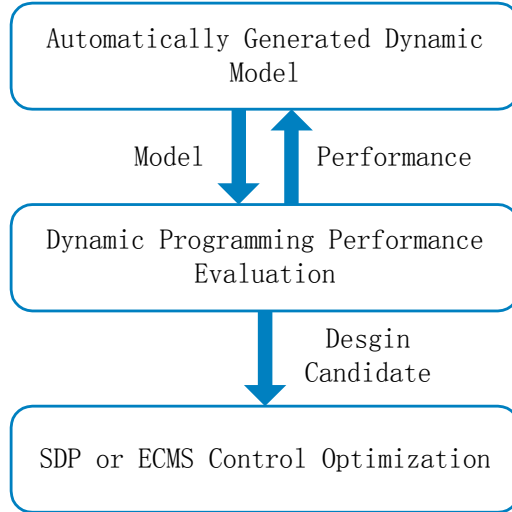 Automatically Generated Dynamic
Model
Model
Performance
Dynamic Programming Performance
Evaluation
Desgin
Candidate
SDP or ECMS Control Optimization